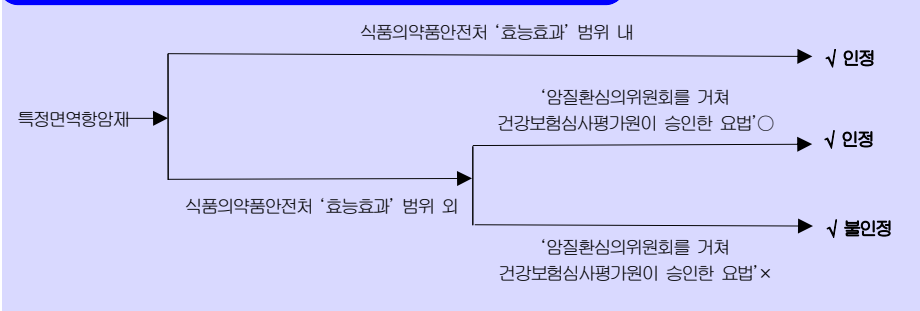 식품의약품안전처 ‘효능효과’ 범위 내
√ 인정
특정면역항암제
‘암질환심의위원회를 거쳐
건강보험심사평가원이 승인한 요법’○
√ 인정
식품의약품안전처 ‘효능효과’ 범위 외
√ 불인정
‘암질환심의위원회를 거쳐
건강보험심사평가원이 승인한 요법’×